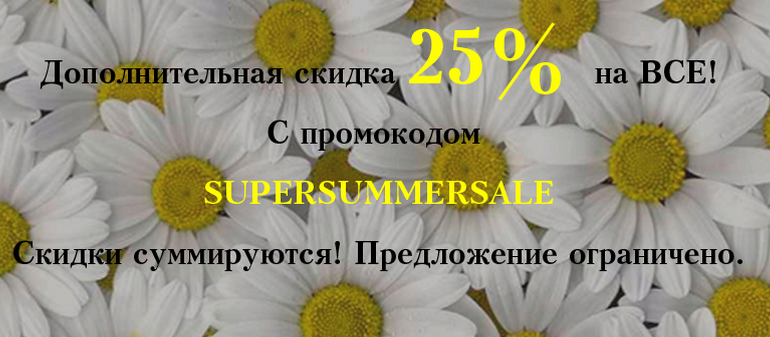 Дополнительная скидка 25% на ВСЕ!
С промокодом
SUPERSUMMERSALE
Скидки суммируются! Предложение ограничено.